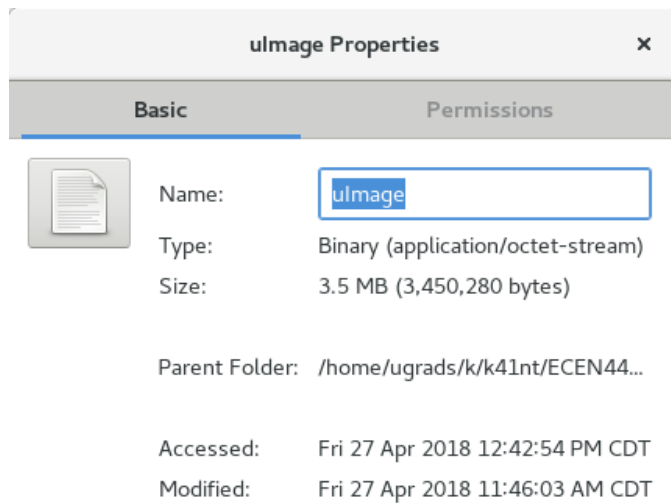 uImage Properties ×
Basic Permissions
Name: uImage
Type: Binary (application/octet-stream)
Size: 3.5 MB (3,450,280 bytes)
Parent Folder: /home/ugrads/k/k41nt/ECEN44...
Accessed: Fri 27 Apr 2018 12:42:54 PM CDT
Modified: Fri 27 Apr 2018 11:46:03 AM CDT